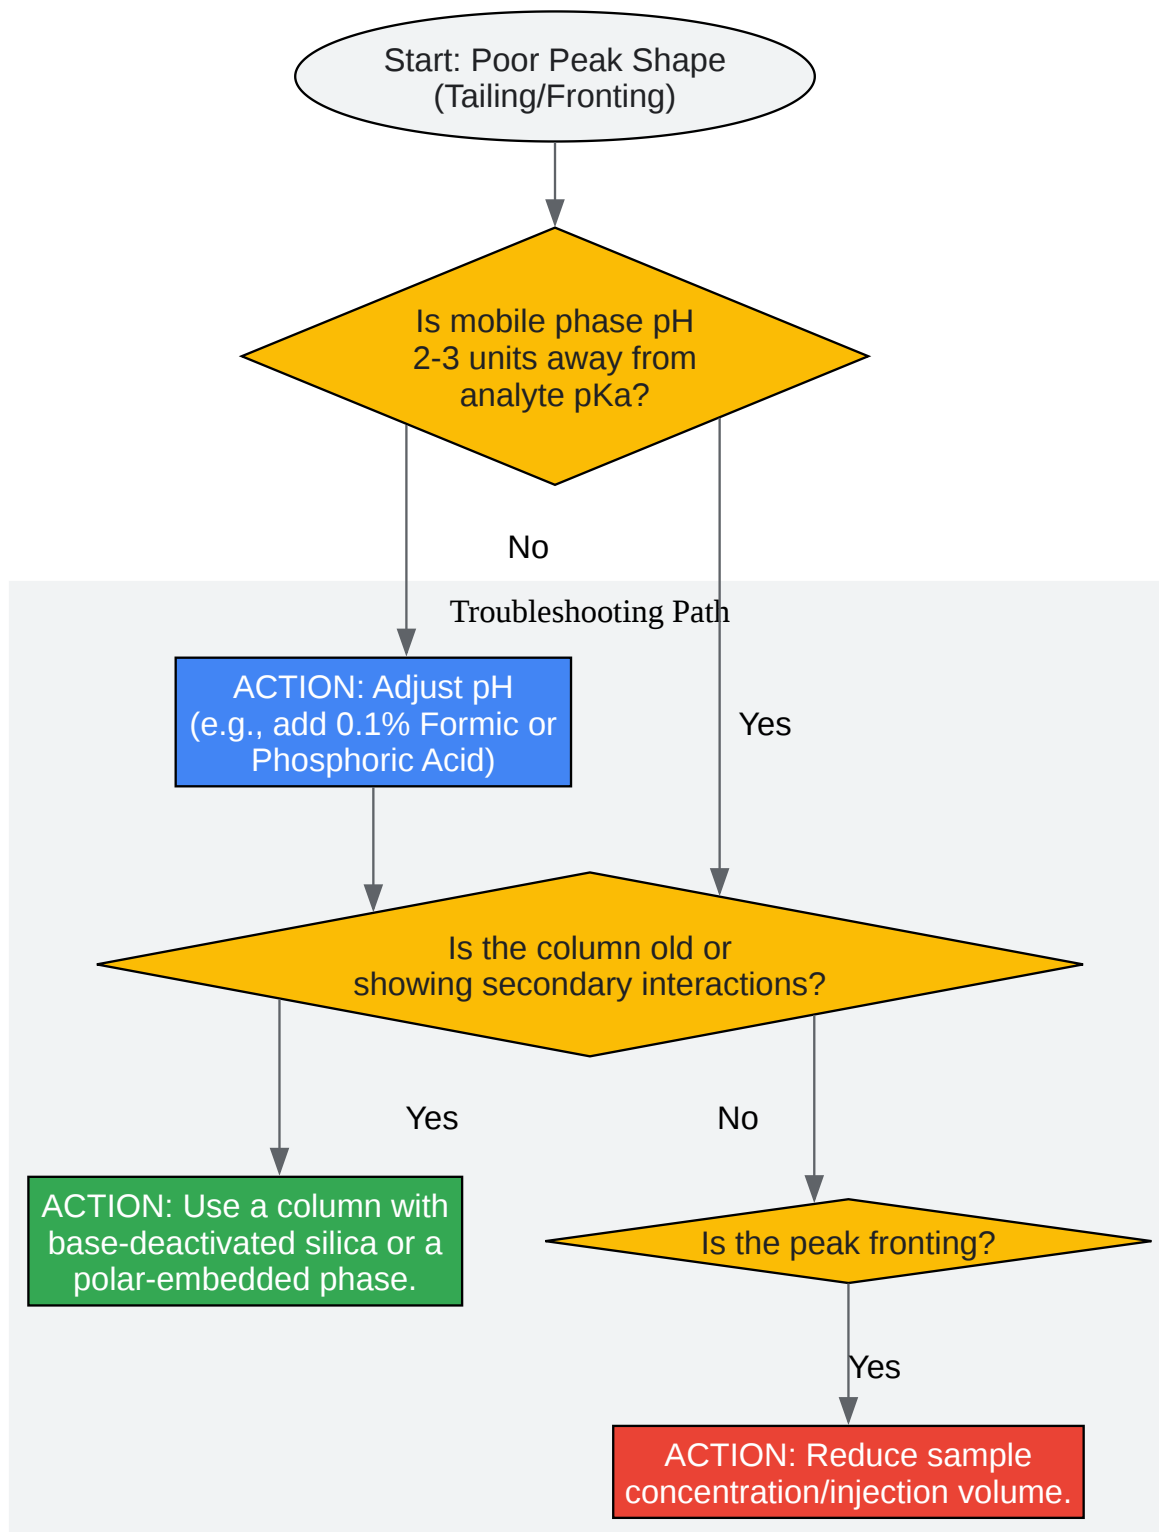 Start: Poor Peak Shape
(Tailing/Fronting)
Is mobile phase pH
2-3 units away from
analyte pKa?
No
Troubleshooting Path
ACTION: Adjust pH
(e.g., add 0.1% Formic or
Phosphoric Acid)
Yes
Is the column old or
showing secondary interactions?
Yes
No
ACTION: Use a column with
base-deactivated silica or a
polar-embedded phase.
Is the peak fronting?
Yes
ACTION: Reduce sample
concentration/injection volume.